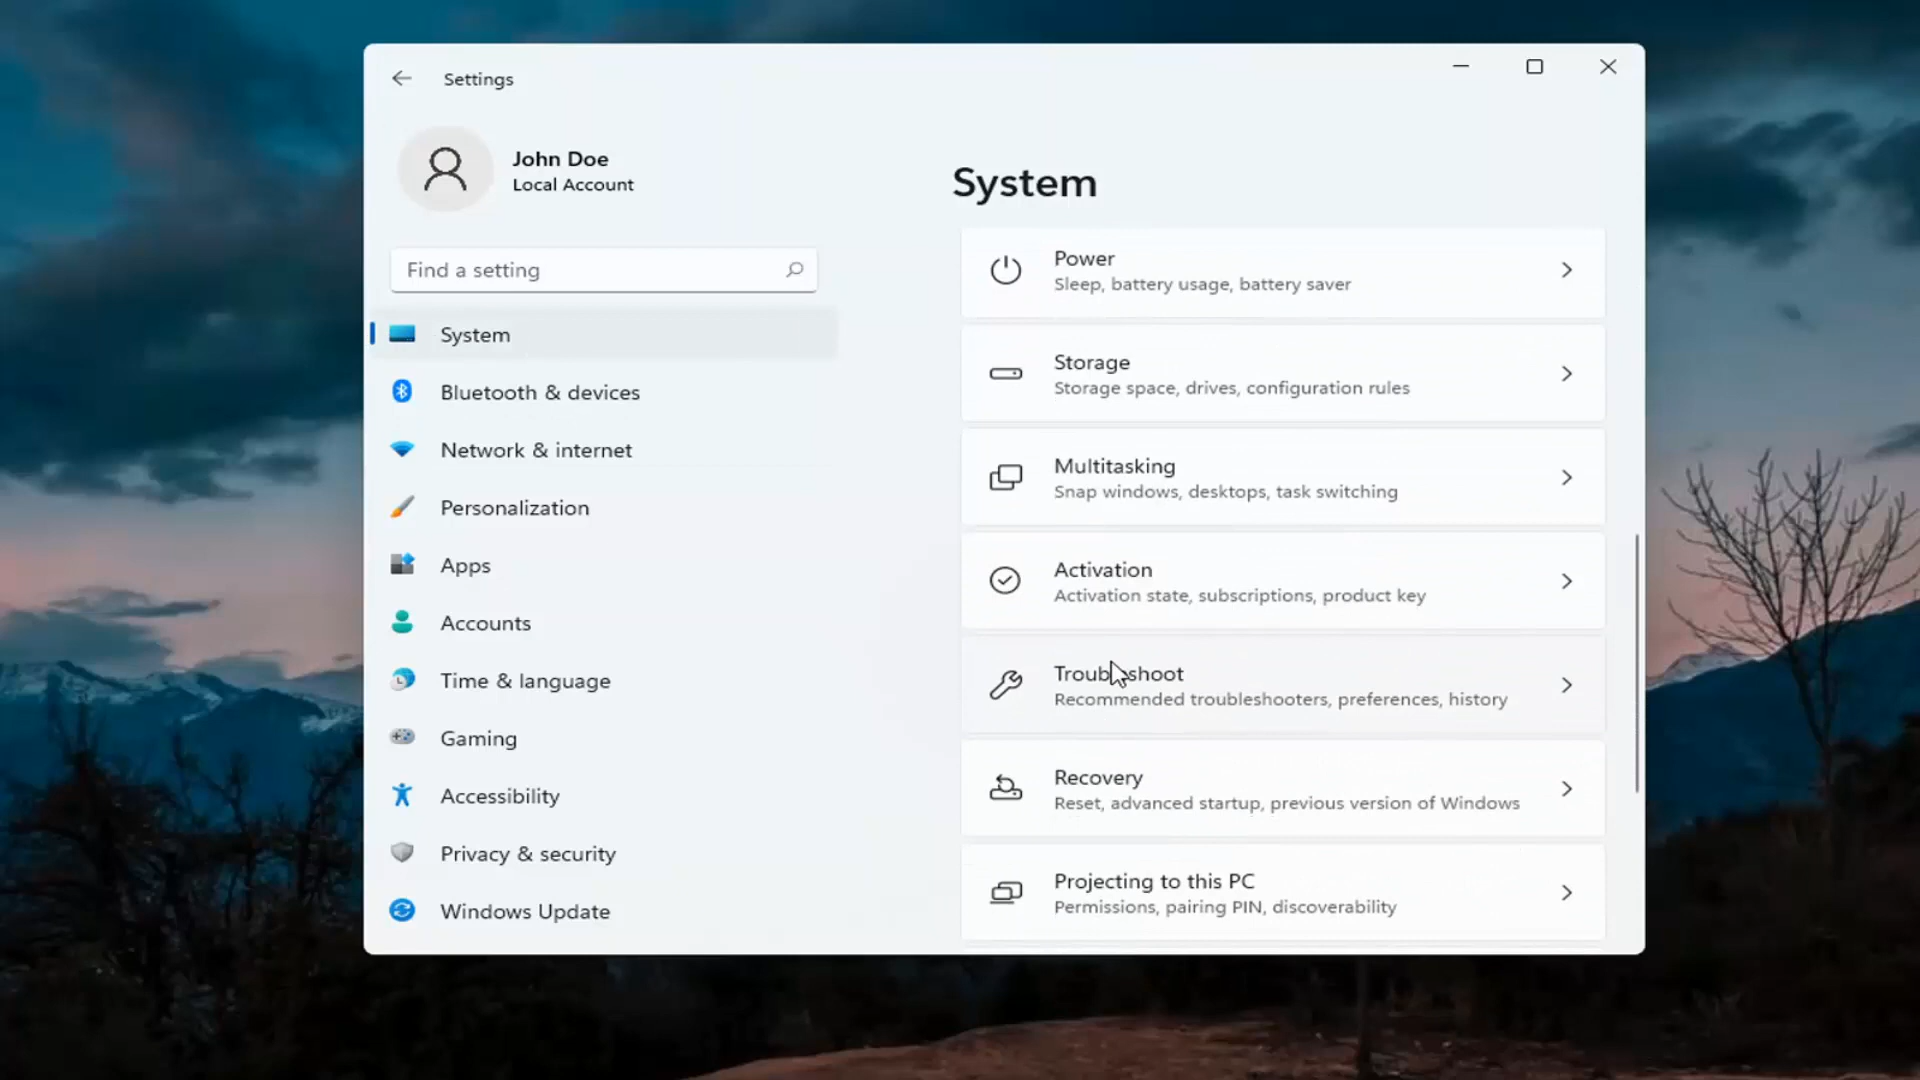 Settings
John Doe
Local Account
Find a setting
System
Bluetooth & devices
Network & internet
Personalization
Apps
Accounts
Time & language
Gaming
Accessibility
Privacy & security
Windows Update
System
Power
Sleep, battery usage, battery saver
Storage
Storage space, drives, configuration rules
Multitasking
Snap windows, desktops, task switching
Activation
Activation state, subscriptions, product key
Troubleshoot
Recommended troubleshooters, preferences, history
Recovery
Reset, advanced startup, previous version of Windows
Projecting to this PC
Permissions, pairing PIN, discoverability